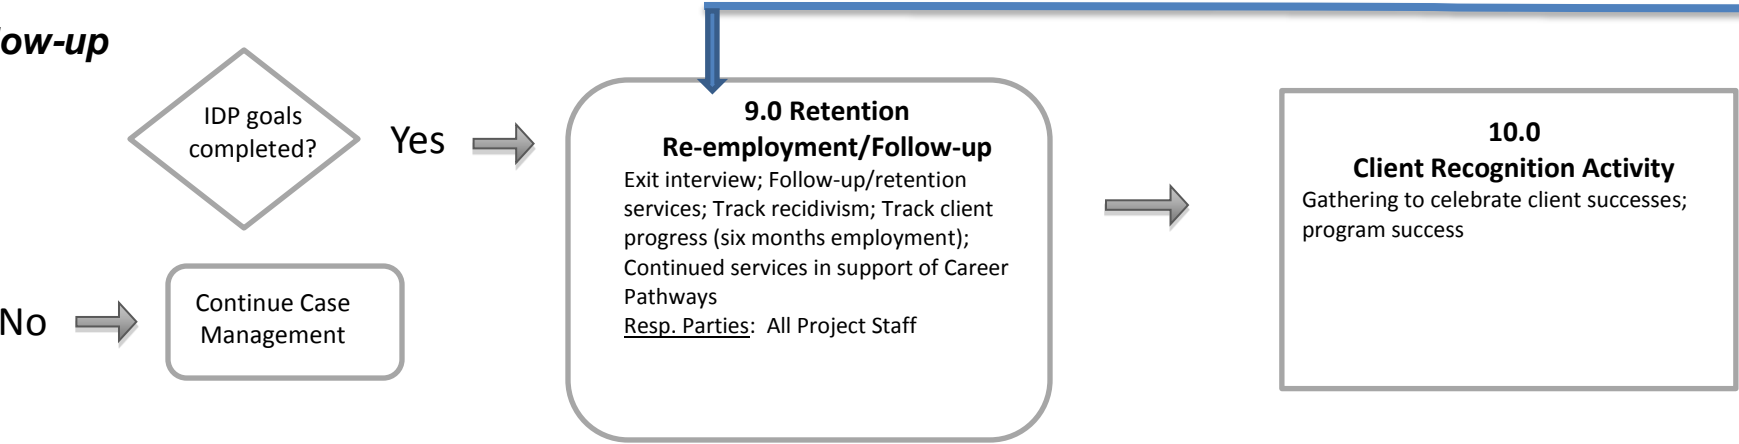 low-up
IDP goals
completed?
Yes
No
Continue Case
Management
9.0 Retention
Re-employment/Follow-up
Exit interview; Follow-up/retention
services; Track recidivism; Track client
progress (six months employment);
Continued services in support of Career
Pathways
Resp. Parties:  All Project Staff
10.0
Client Recognition Activity
Gathering to celebrate client successes;
program success